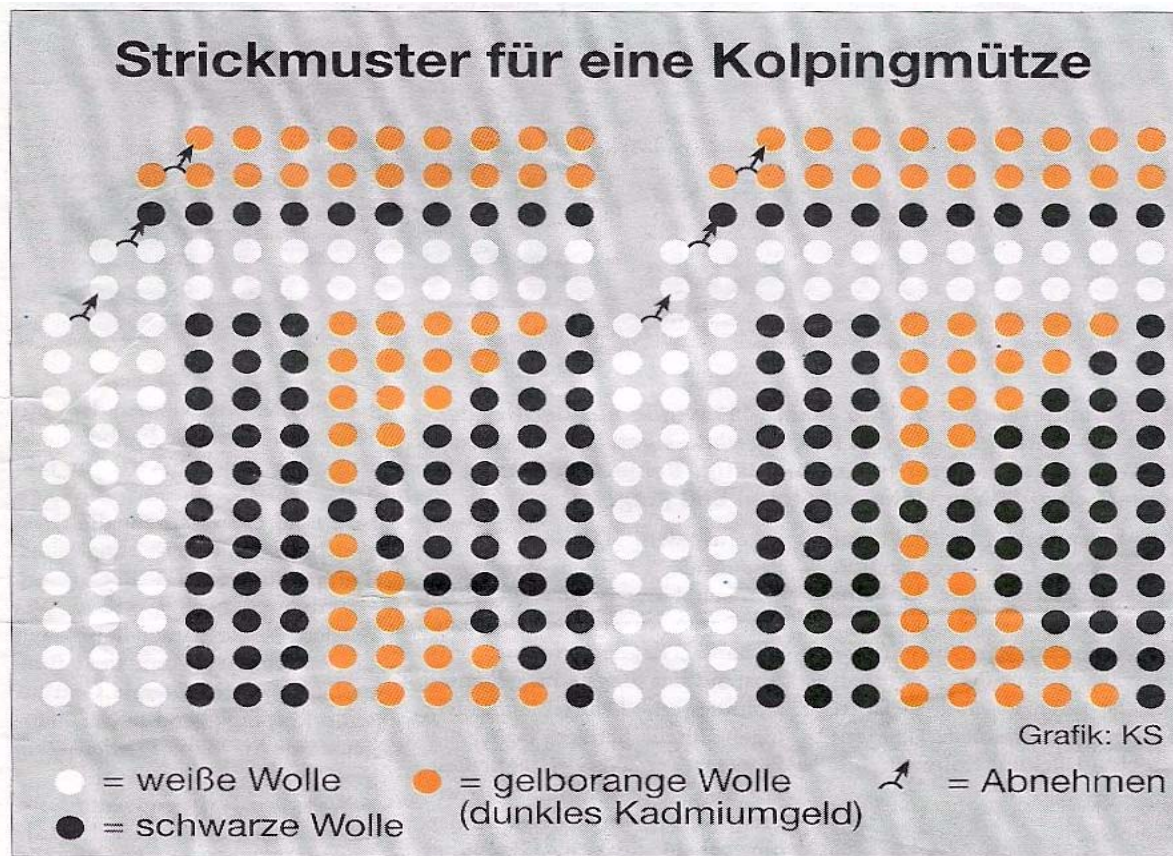 Strickmuster für eine Kolpingmütze
Grafik: KS
= weiße Wolle
= gelborange Wolle
(dunkles Kadmiumgeld)
= Abnehmen
= schwarze Wolle